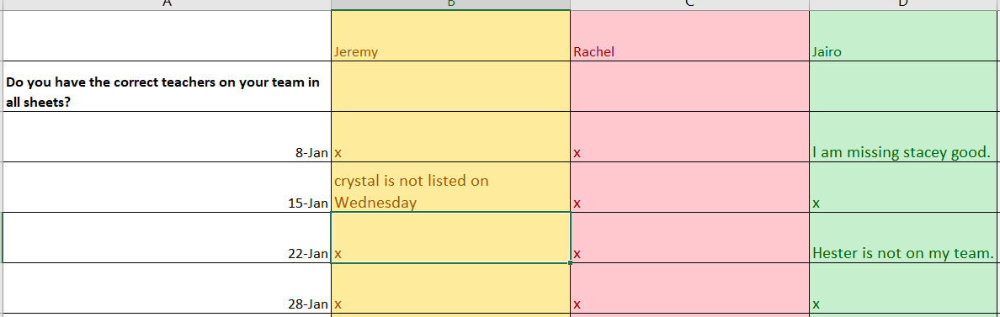 A B C D
Jeremy Rachel Jairo
Do you have the correct teachers on your team in
all sheets?
8-Jan x x I am missing stacey good.
crystal is not listed on
15-Jan Wednesday x x
22-Jan x x Hester is not on my team.
28-Jan x x x